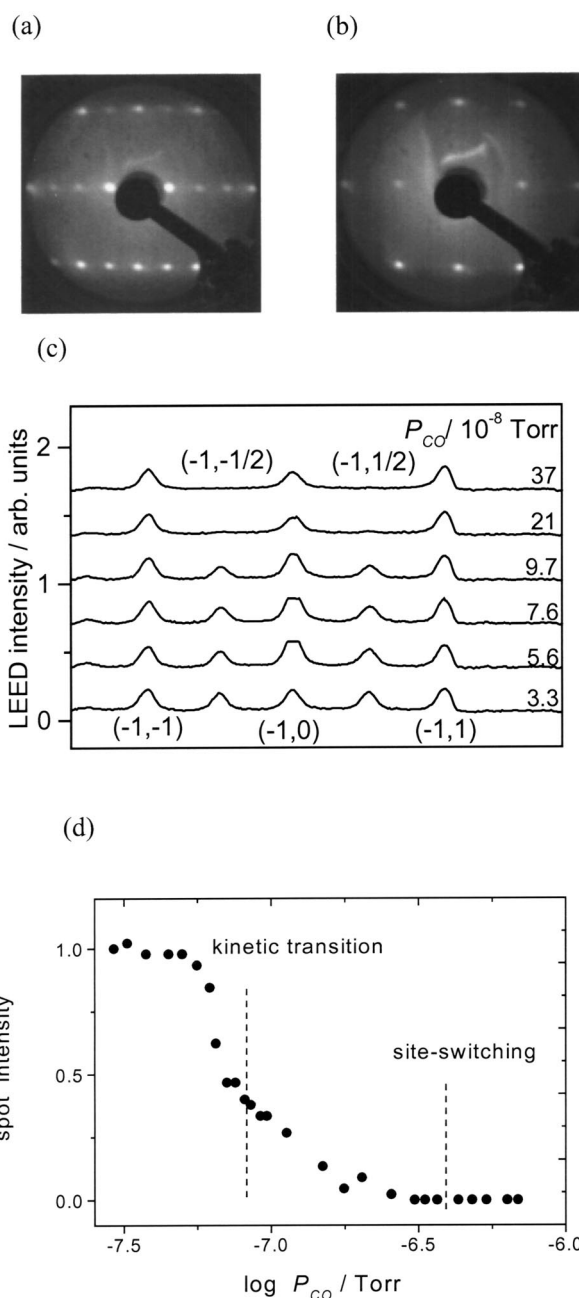 (a)
(b)
(c)
P_CO / 10^-8 Torr
2
(-1,-1/2)
(-1,1/2)
37
21
1
9.7
7.6
5.6
3.3
0
(-1,-1)
(-1,0)
(-1,1)
LEED intensity / arb. units
(d)
1.0
kinetic transition
site-switching
0.5
0.0
spot intensity
-7.5
-7.0
-6.5
-6.0
log P_CO / Torr